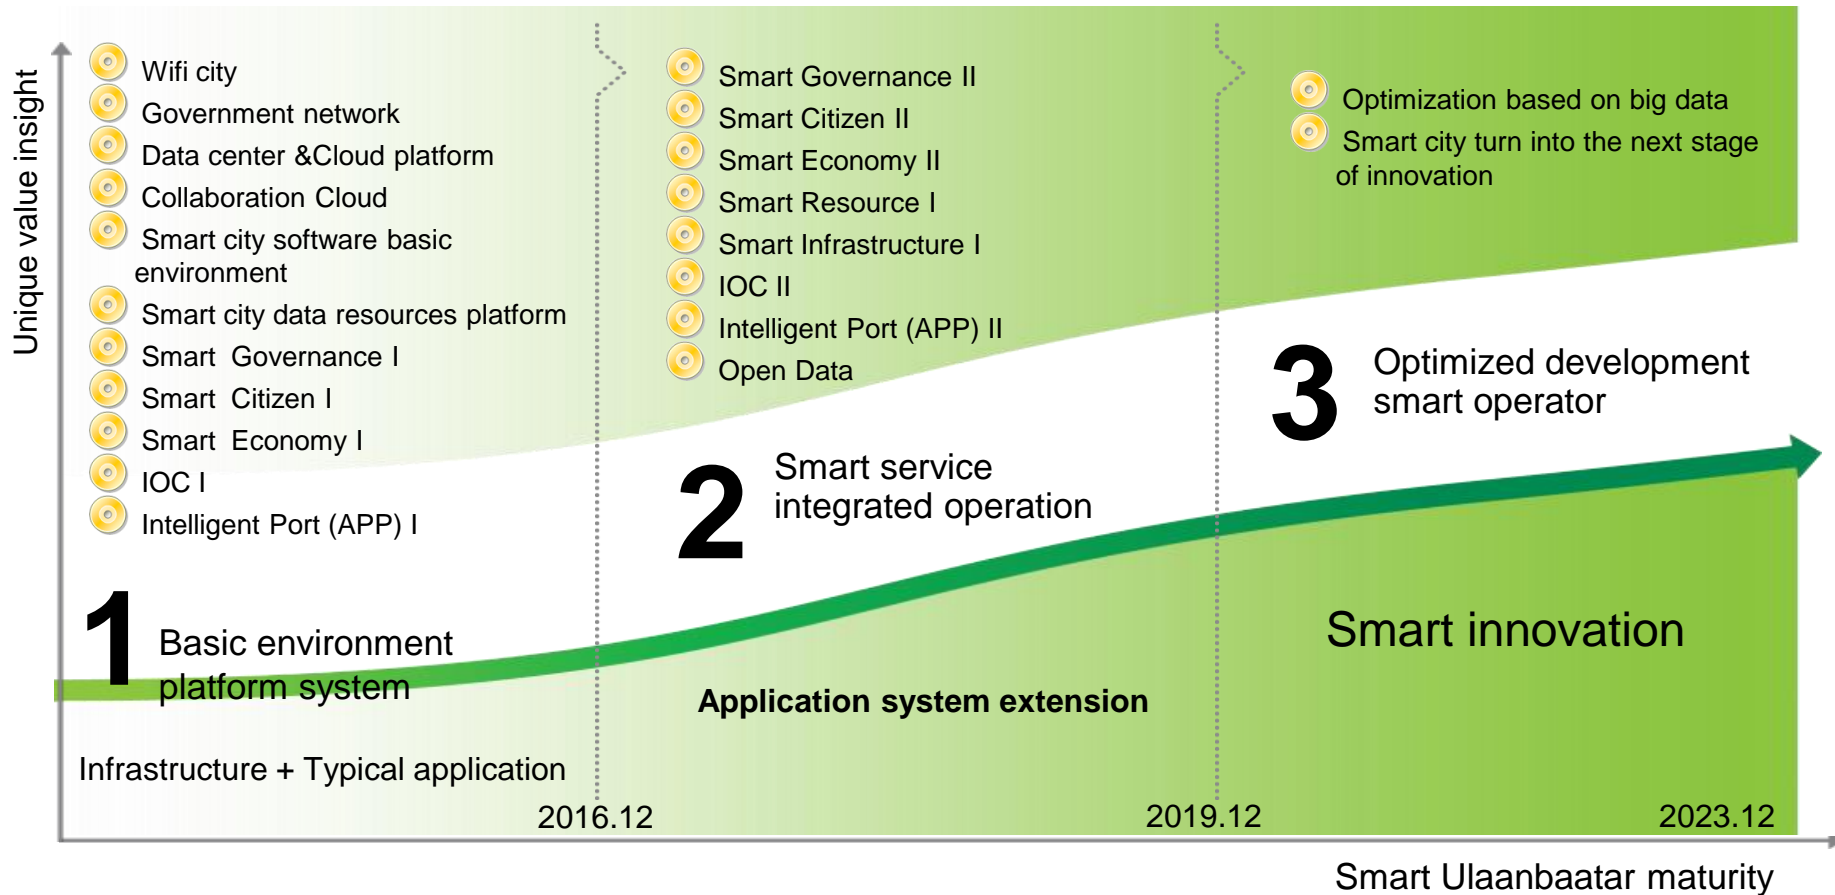 Unique value insight
Wifi city
Government network
Data center &Cloud platform
Collaboration Cloud
Smart city software basic
environment
Smart city data resources platform
Smart Governance I
Smart Citizen I
Smart Economy I
IOC I
Intelligent Port (APP) I
Smart Governance II
Smart Citizen II
Smart Economy II
Smart Resource I
Smart Infrastructure I
IOC II
Intelligent Port (APP) II
Open Data
Optimization based on big data
Smart city turn into the next stage
of innovation
1
Basic environment
platform system
2
Smart service
integrated operation
3
Optimized development
smart operator
Infrastructure + Typical application
Application system extension
Smart innovation
2016.12
2019.12
2023.12
Smart Ulaanbaatar maturity